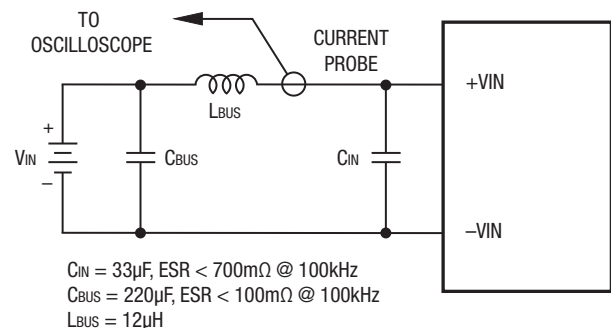 TO
OSCILLOSCOPE
CURRENT
PROBE
LBUS
+VIN
+
VIN
–
CBUS
CIN
–VIN
CIN = 33µF, ESR < 700mΩ @ 100kHz
CBUS = 220µF, ESR < 100mΩ @ 100kHz
LBUS = 12µH